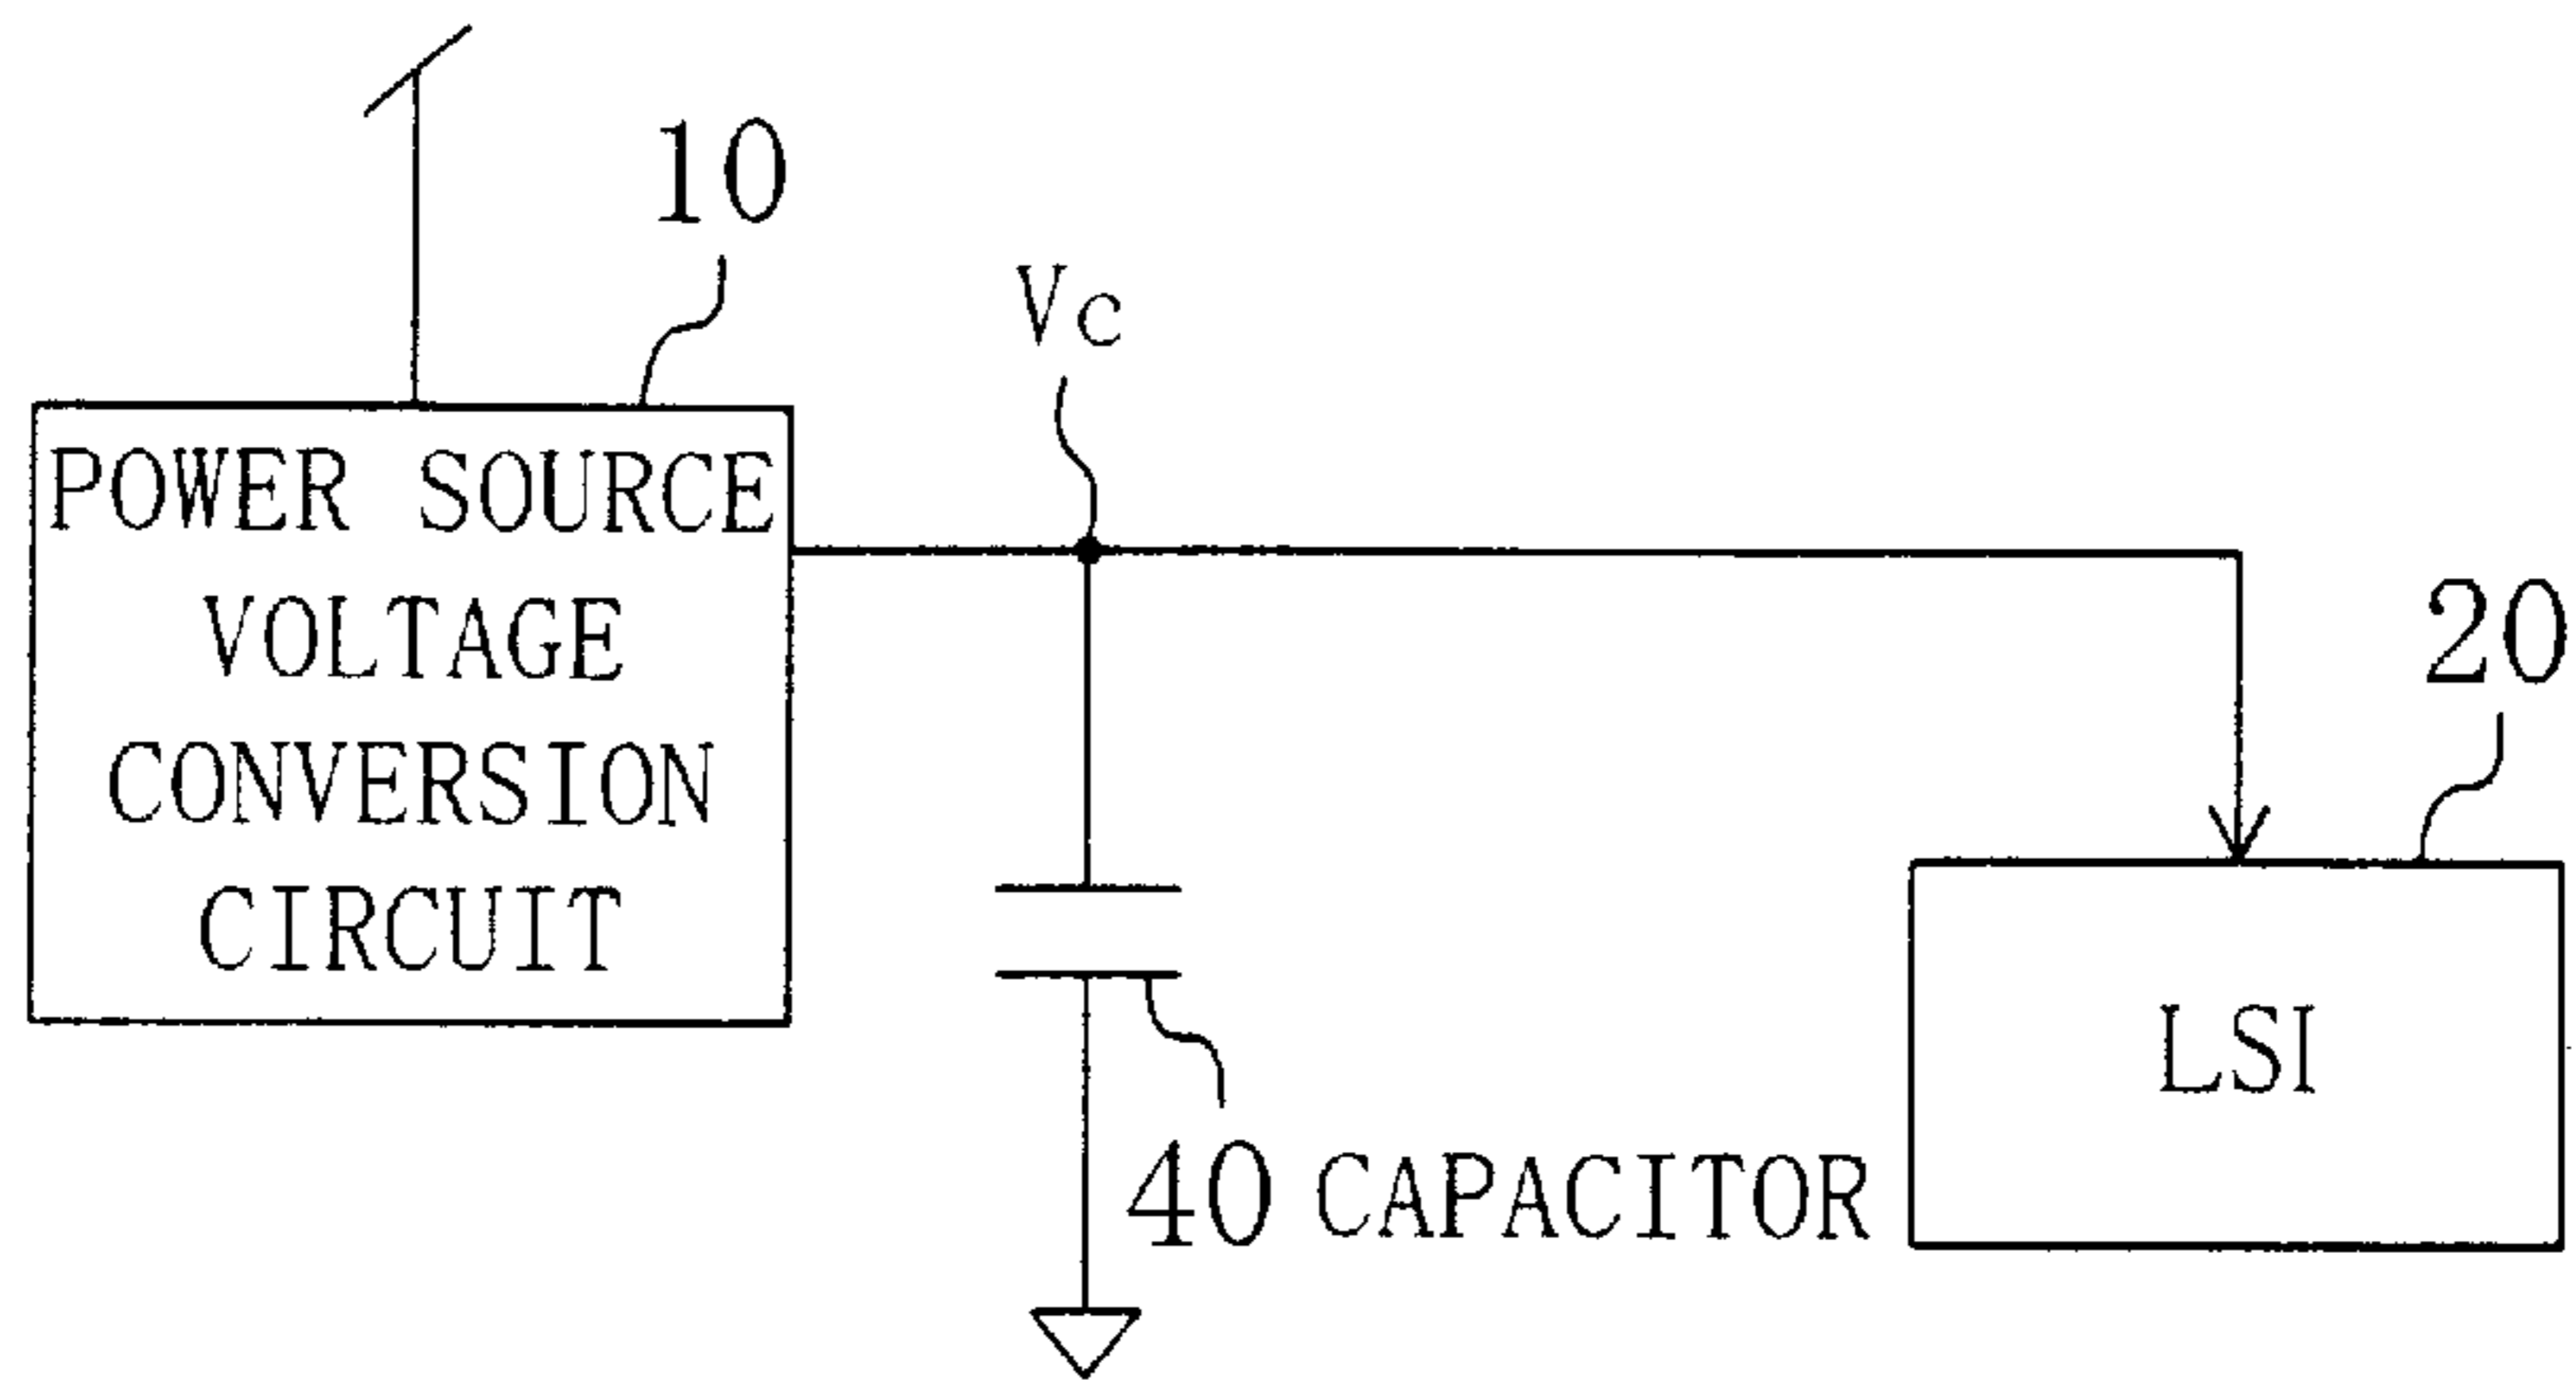 10
Vc
POWER SOURCE
VOLTAGE
CONVERSION
CIRCUIT
20
LSI
40 CAPACITOR